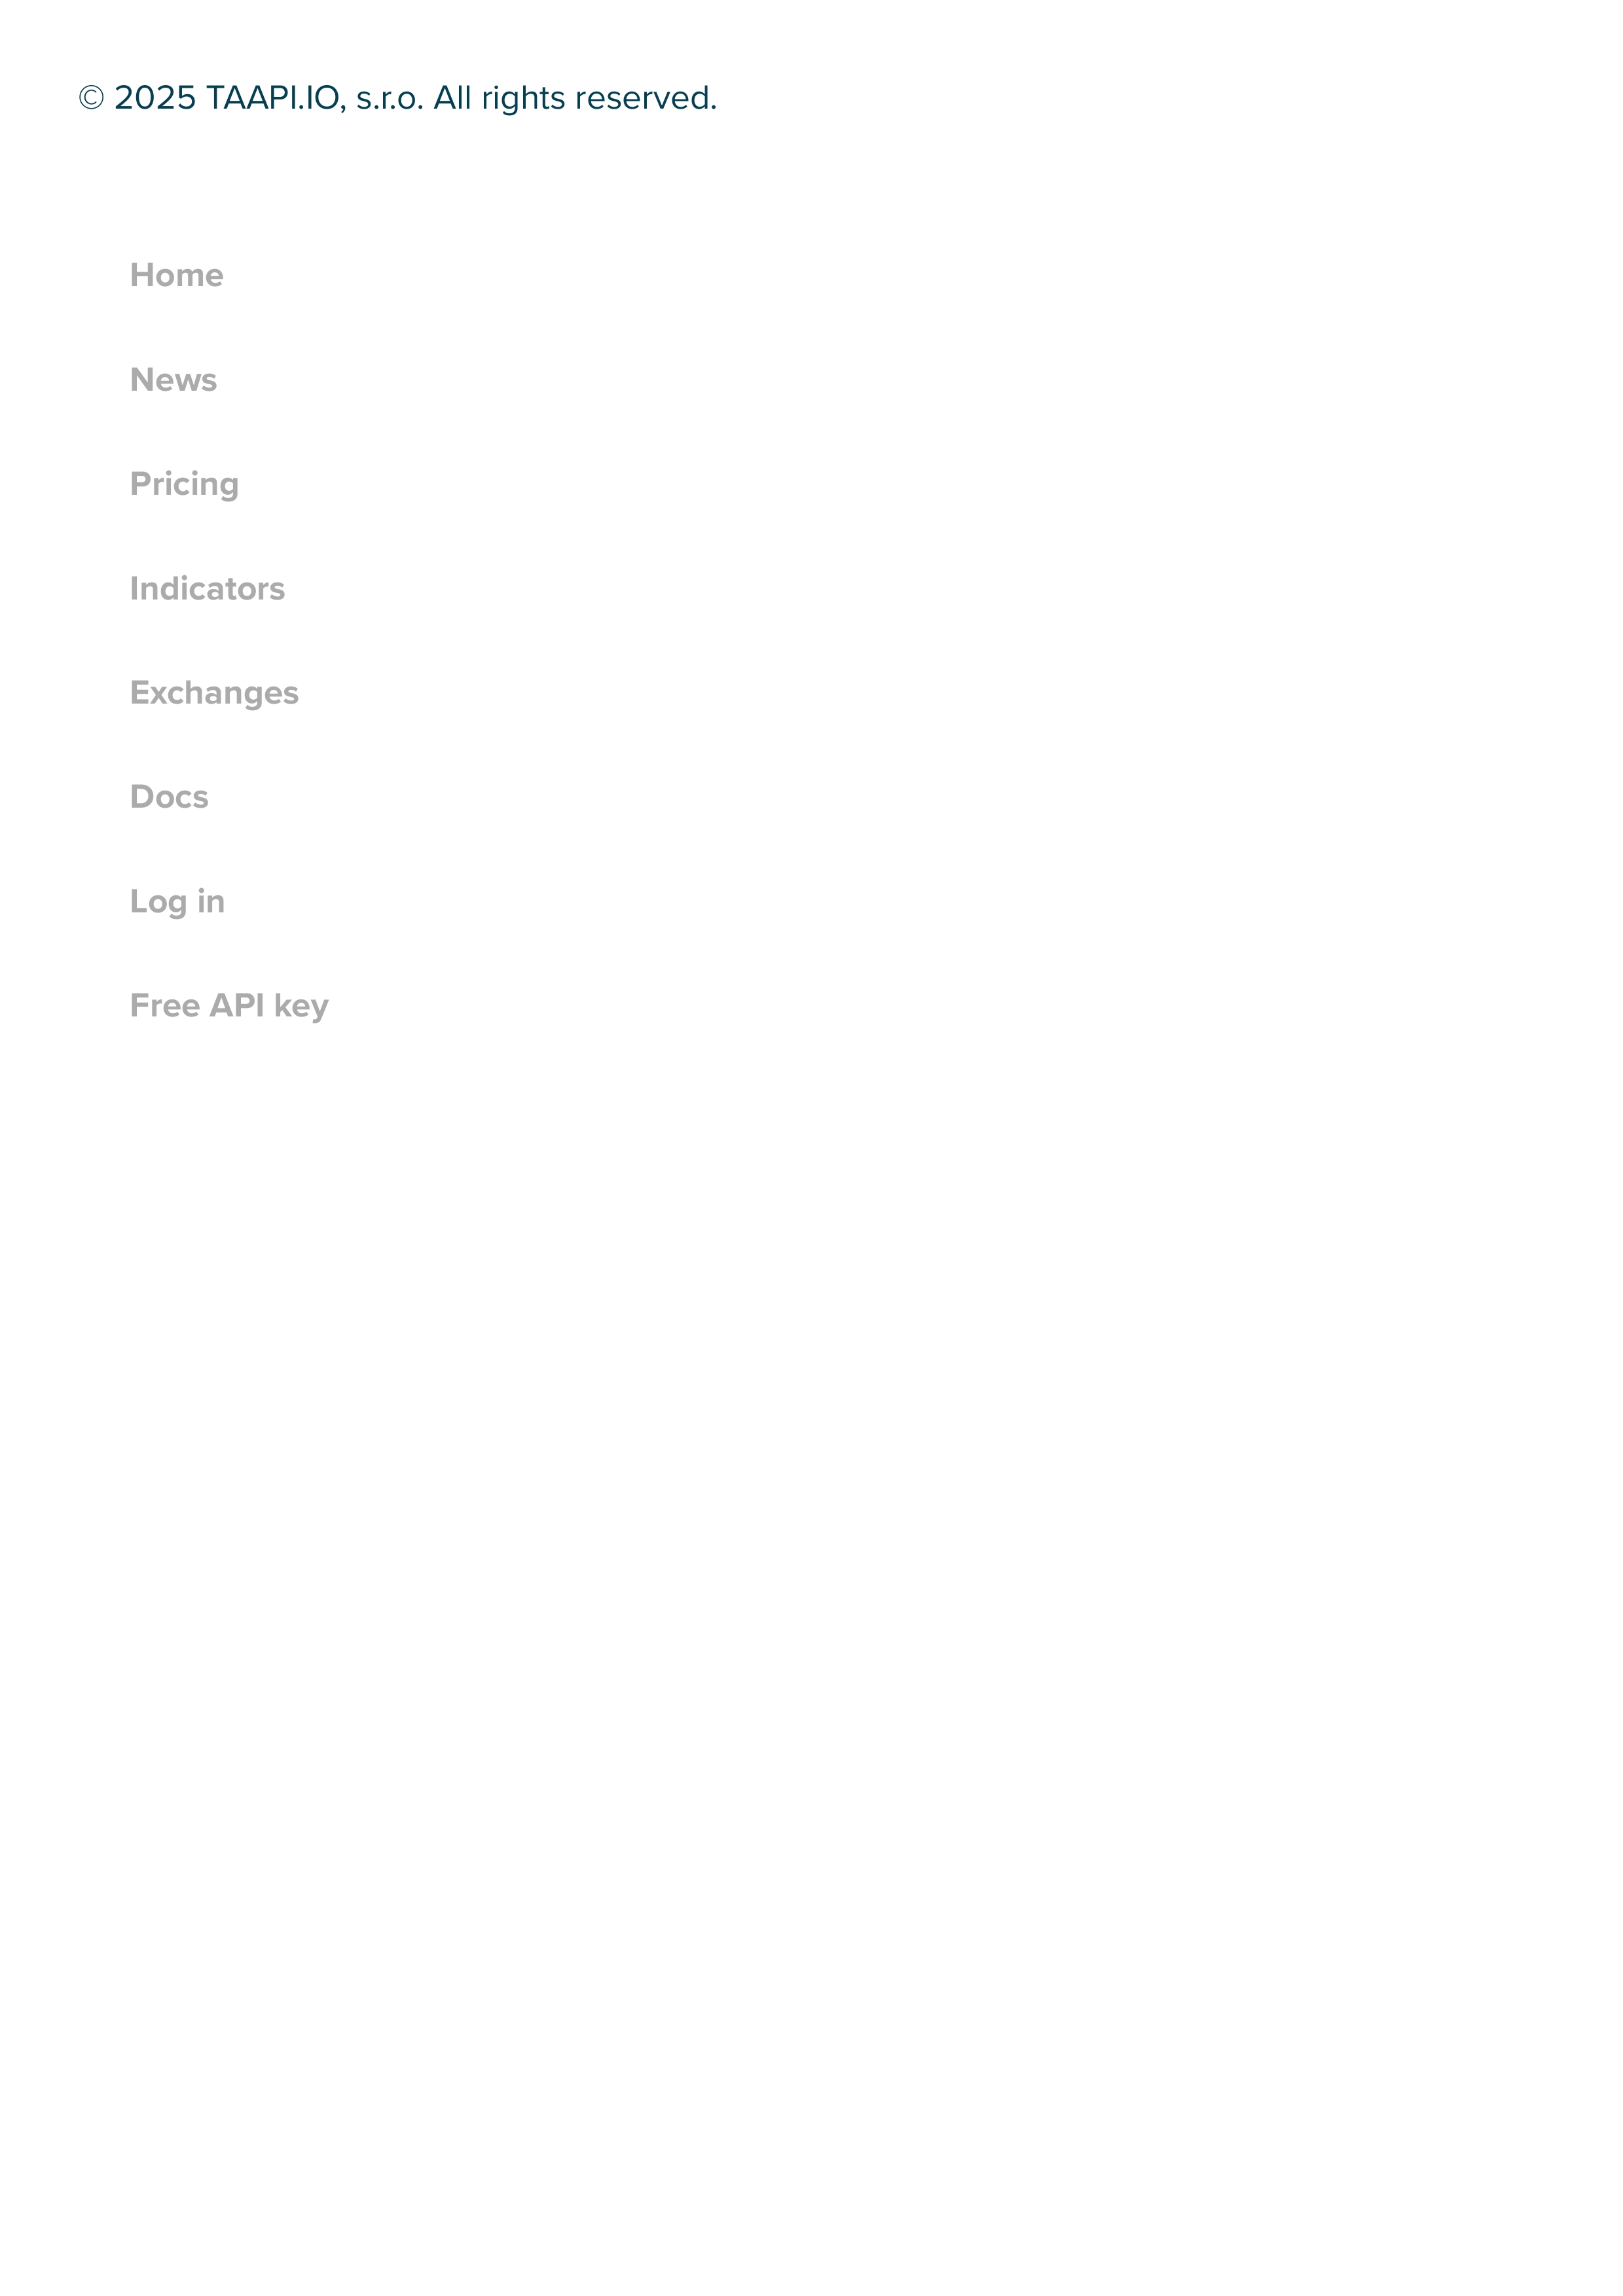 © 2025 TAAPI.IO, s.r.o. All rights reserved.
Home
News
Pricing
Indicators
Exchanges
Docs
Log in
Free API key